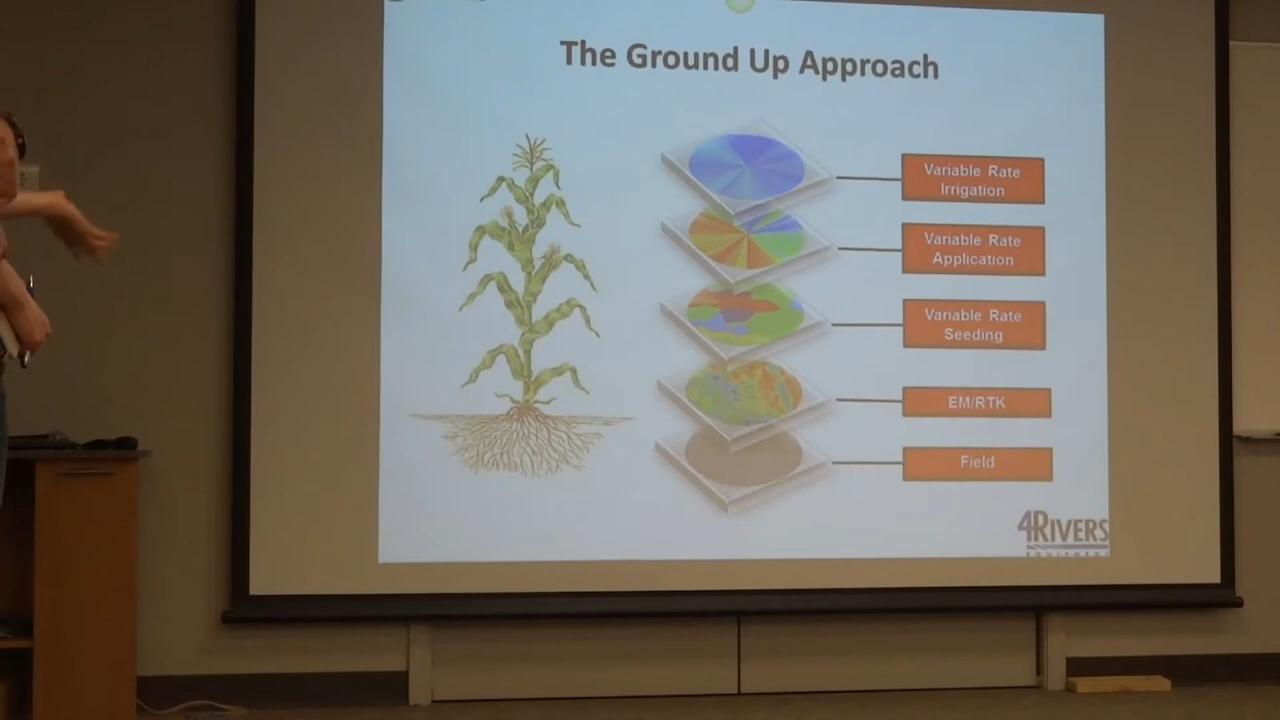 The Ground Up Approach
Variable Rate
Irrigation
Variable Rate
Application
Variable Rate
Seeding
EM/RTK
Field
4RIVERS